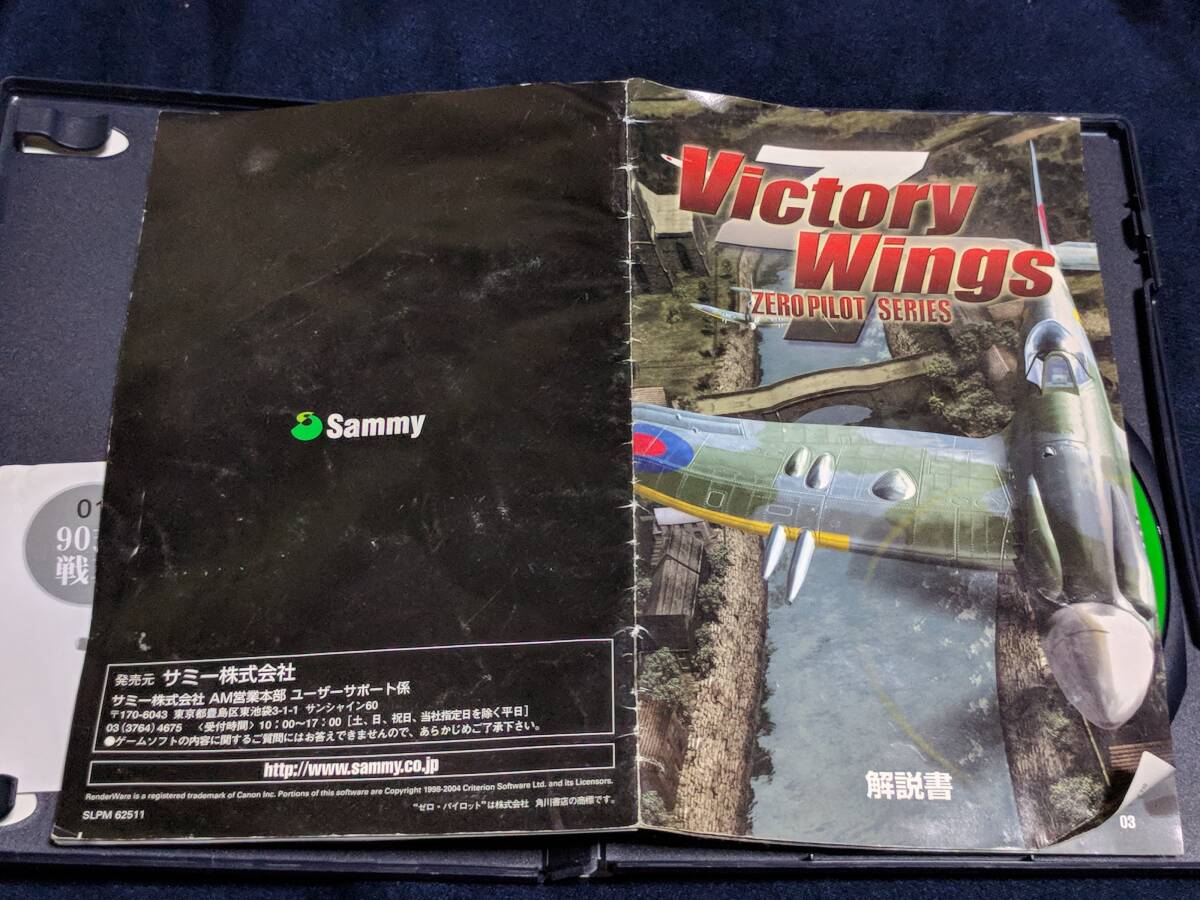 Sammy
発売元 サミー株式会社
サミー株式会社 AM営業本部 ユーザーサポート係
〒170-6043 東京都豊島区東池袋3-1-1 サンシャイン60
03(3764)4675 〈受付時間〉10:00~17:00[土、日、祝日、当社指定日を除く平日]
●ゲームソフトの内容に関するご質問にはお答えできませんので、あらかじめご了承下さい。
http://www.sammy.co.jp
RenderWare is a registered trademark of Canon Inc. Portions of this software are Copyright 1998-2004 Criterion Software Ltd. and its Licensors.
"ゼロ・パイロット"は株式会社 角川書店の商標です。
SLPM 62511
Victory
Wings
ZERO PILOT SERIES
解説書
03
01
90
戦